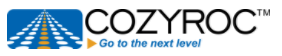 COZYROC™
Go to the next level